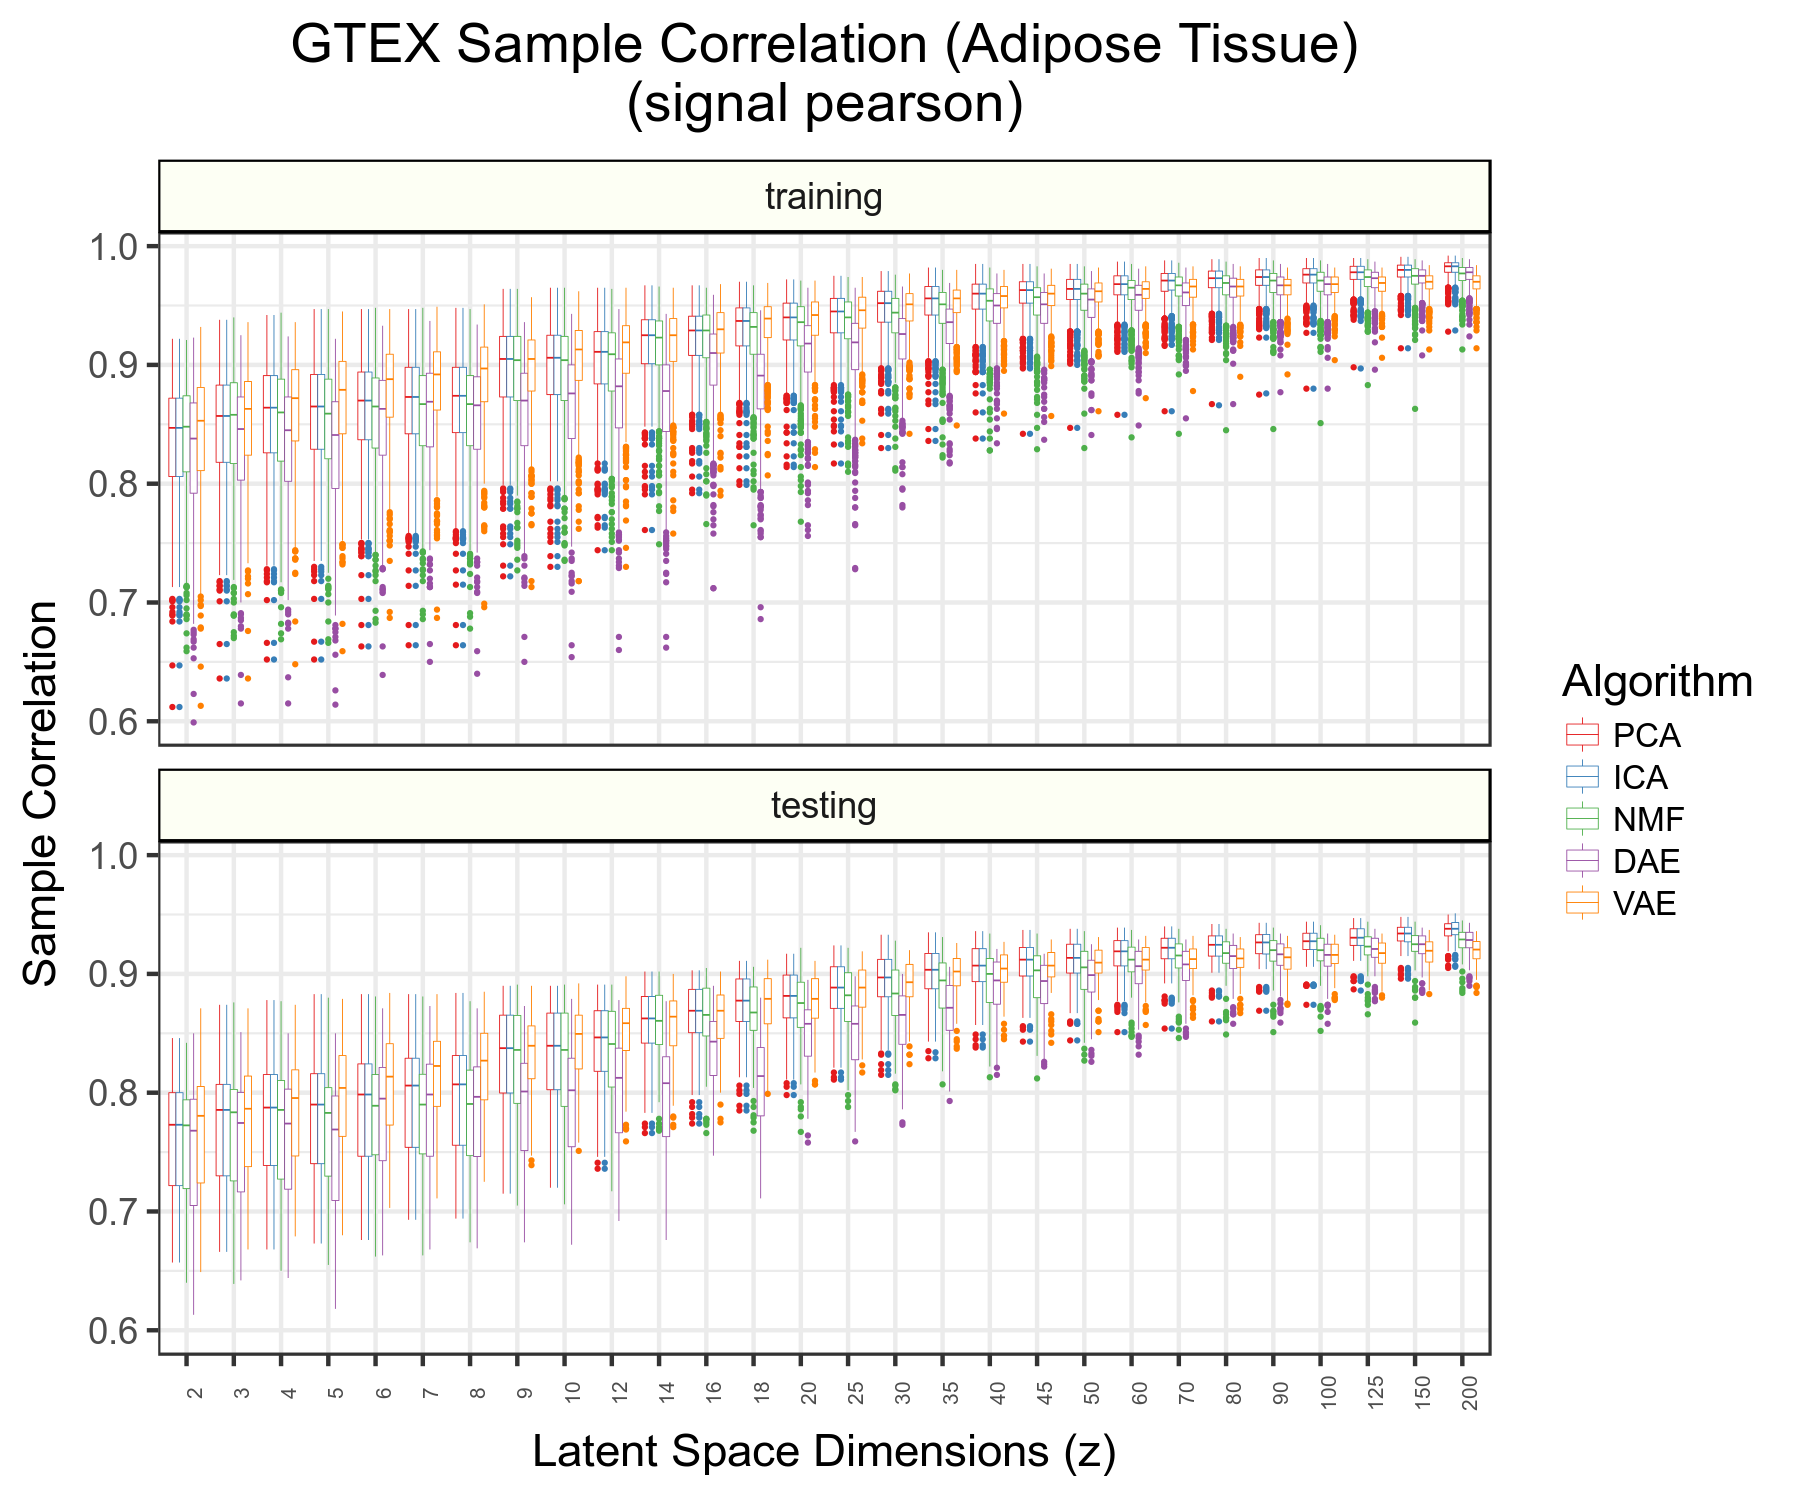 GTEX Sample Correlation (Adipose Tissue)
(signal pearson)
training
1.0
0.9
0.8
0.7
0.6
testing
1.0
0.9
0.8
0.7
0.6
Sample Correlation
2 3 4 5 6 7 8 9 10 12 14 16 18 20 25 30 35 40 45 50 60 70 80 90 100 125 150 200
Latent Space Dimensions (z)
Algorithm
PCA
ICA
NMF
DAE
VAE